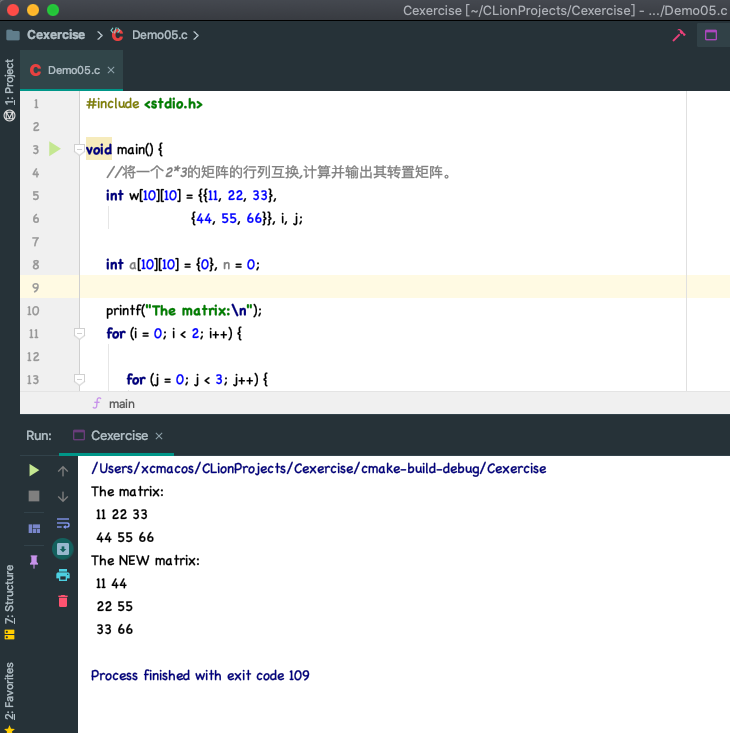 Cexercise [~/CLionProjects/Cexercise] - .../Demo05.c
Cexercise > Demo05.c >
1: Project
Demo05.c ×
1 #include <stdio.h>
2
3 void main() {
4 //将一个2*3的矩阵的行列互换,计算并输出其转置矩阵。
5 int w[10][10] = {{11, 22, 33},
6 {44, 55, 66}}, i, j;
7
8 int a[10][10] = {0}, n = 0;
9
10 printf("The matrix:\n");
11 for (i = 0; i < 2; i++) {
12
13 for (j = 0; j < 3; j++) {
f main
Run: Cexercise ×
/Users/xcmacos/CLionProjects/Cexercise/cmake-build-debug/Cexercise
The matrix:
11 22 33
44 55 66
The NEW matrix:
11 44
22 55
33 66
Process finished with exit code 109
7: Structure
2: Favorites